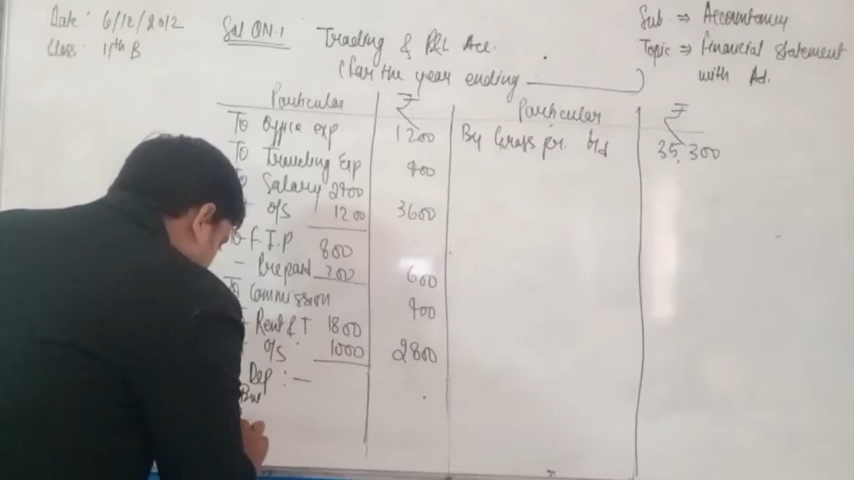 Date: 6/12/2012
Class: 11th B
Sol QN.1
Trading & P&L Acc.
(For the year ending ______)
Sub ⇒ Accountancy
Topic ⇒ Financial Statement
with Ad.
Particular ₹ Particular ₹
To Office exp 1200 By Gross pr. b/d 35,300
To Traveling Exp 400
Salary 2400
O/S 1200 3600
To F.I.P 800
- Prepaid 200 600
To Commission 400
Rent & T 1800
O/S 1000 2800
Dep :—